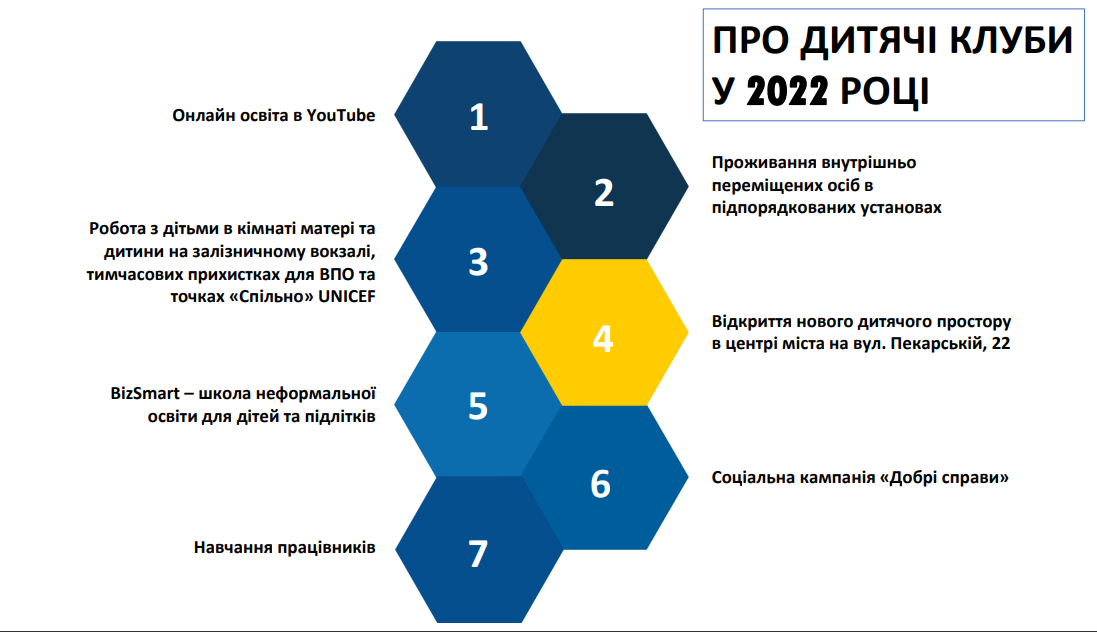 ПРО ДИТЯЧІ КЛУБИ
У 2022 РОЦІ
1
Онлайн освіта в YouTube
2
Проживання внутрішньо
переміщених осіб в
підпорядкованих установах
3
Робота з дітьми в кімнаті матері та
дитини на залізничному вокзалі,
тимчасових прихистках для ВПО та
точках «Спільно» UNICEF
4
Відкриття нового дитячого простору
в центрі міста на вул. Пекарській, 22
5
BizSmart – школа неформальної
освіти для дітей та підлітків
6
Соціальна кампанія «Добрі справи»
7
Навчання працівників